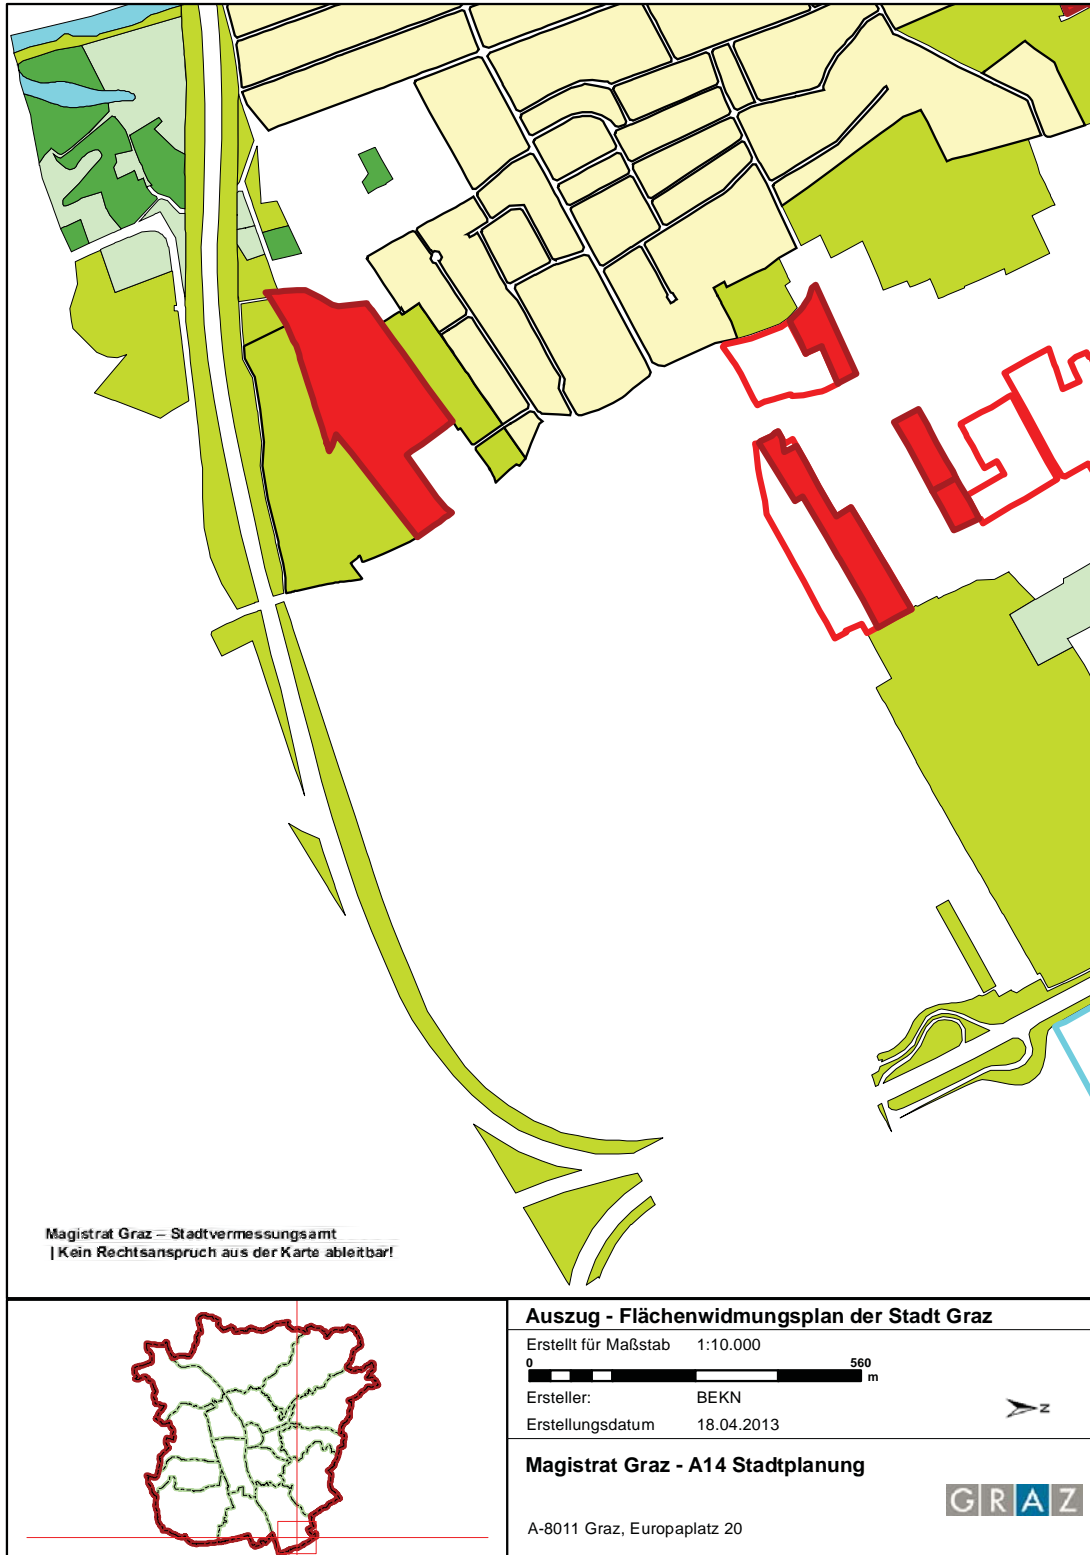 Magistrat Graz – Stadtvermessungsamt
| Kein Rechtsanspruch aus der Karte ableitbar!
Auszug - Flächenwidmungsplan der Stadt Graz
Erstellt für Maßstab 1:10.000
0 560
m
Ersteller: BEKN
Erstellungsdatum 18.04.2013
Z
Magistrat Graz - A14 Stadtplanung
GRAZ
A-8011 Graz, Europaplatz 20